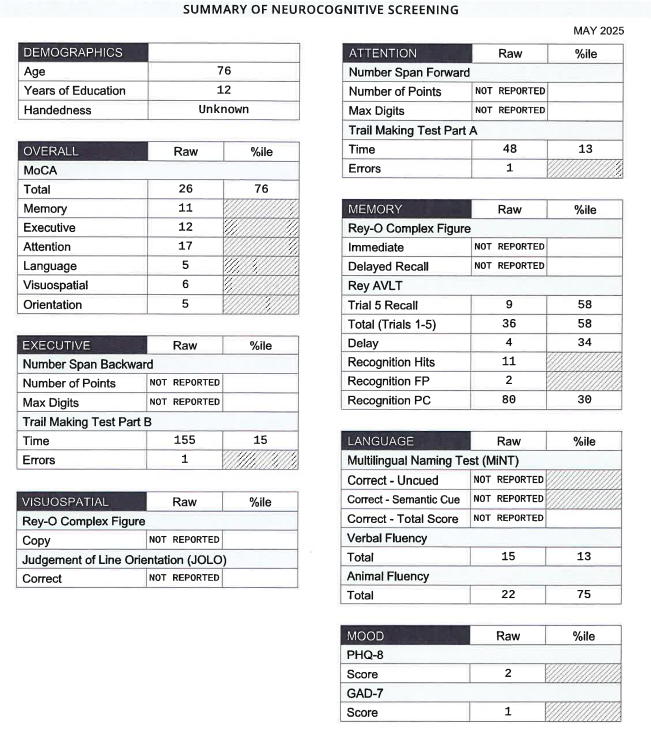 SUMMARY OF NEUROCOGNITIVE SCREENING
MAY 2025
DEMOGRAPHICS
Age 76
Years of Education 12
Handedness Unknown
OVERALL Raw %ile
MoCA
Total 26 76
Memory 11
Executive 12
Attention 17
Language 5
Visuospatial 6
Orientation 5
EXECUTIVE Raw %ile
Number Span Backward
Number of Points NOT REPORTED
Max Digits NOT REPORTED
Trail Making Test Part B
Time 155 15
Errors 1
VISUOSPATIAL Raw %ile
Rey-O Complex Figure
Copy NOT REPORTED
Judgement of Line Orientation (JOLO)
Correct NOT REPORTED
ATTENTION Raw %ile
Number Span Forward
Number of Points NOT REPORTED
Max Digits NOT REPORTED
Trail Making Test Part A
Time 48 13
Errors 1
MEMORY Raw %ile
Rey-O Complex Figure
Immediate NOT REPORTED
Delayed Recall NOT REPORTED
Rey AVLT
Trial 5 Recall 9 58
Total (Trials 1-5) 36 58
Delay 4 34
Recognition Hits 11
Recognition FP 2
Recognition PC 80 30
LANGUAGE Raw %ile
Multilingual Naming Test (MiNT)
Correct - Uncued NOT REPORTED
Correct - Semantic Cue NOT REPORTED
Correct - Total Score NOT REPORTED
Verbal Fluency
Total 15 13
Animal Fluency
Total 22 75
MOOD Raw %ile
PHQ-8
Score 2
GAD-7
Score 1